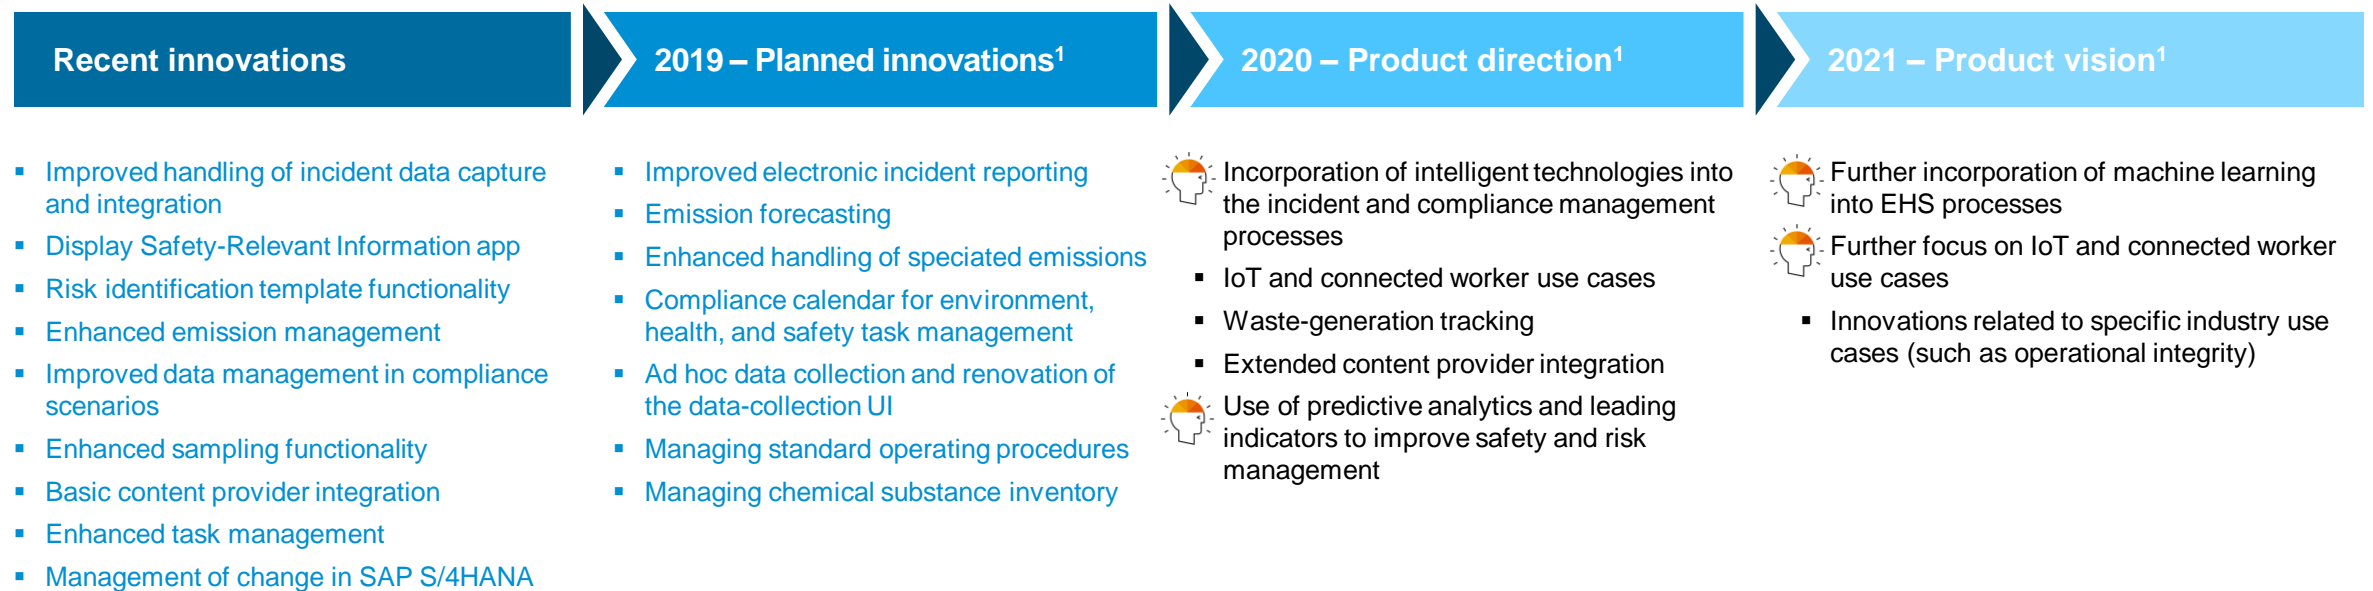 Recent innovations
2019 – Planned innovations¹
2020 – Product direction¹
2021 – Product vision¹
▪ Improved handling of incident data capture
and integration
▪ Display Safety-Relevant Information app
▪ Risk identification template functionality
▪ Enhanced emission management
▪ Improved data management in compliance
scenarios
▪ Enhanced sampling functionality
▪ Basic content provider integration
▪ Enhanced task management
▪ Management of change in SAP S/4HANA
▪ Improved electronic incident reporting
▪ Emission forecasting
▪ Enhanced handling of speciated emissions
▪ Compliance calendar for environment,
health, and safety task management
▪ Ad hoc data collection and renovation of
the data-collection UI
▪ Managing standard operating procedures
▪ Managing chemical substance inventory
Incorporation of intelligent technologies into
the incident and compliance management
processes
▪ IoT and connected worker use cases
▪ Waste-generation tracking
▪ Extended content provider integration
Use of predictive analytics and leading
indicators to improve safety and risk
management
Further incorporation of machine learning
into EHS processes
Further focus on IoT and connected worker
use cases
▪ Innovations related to specific industry use
cases (such as operational integrity)